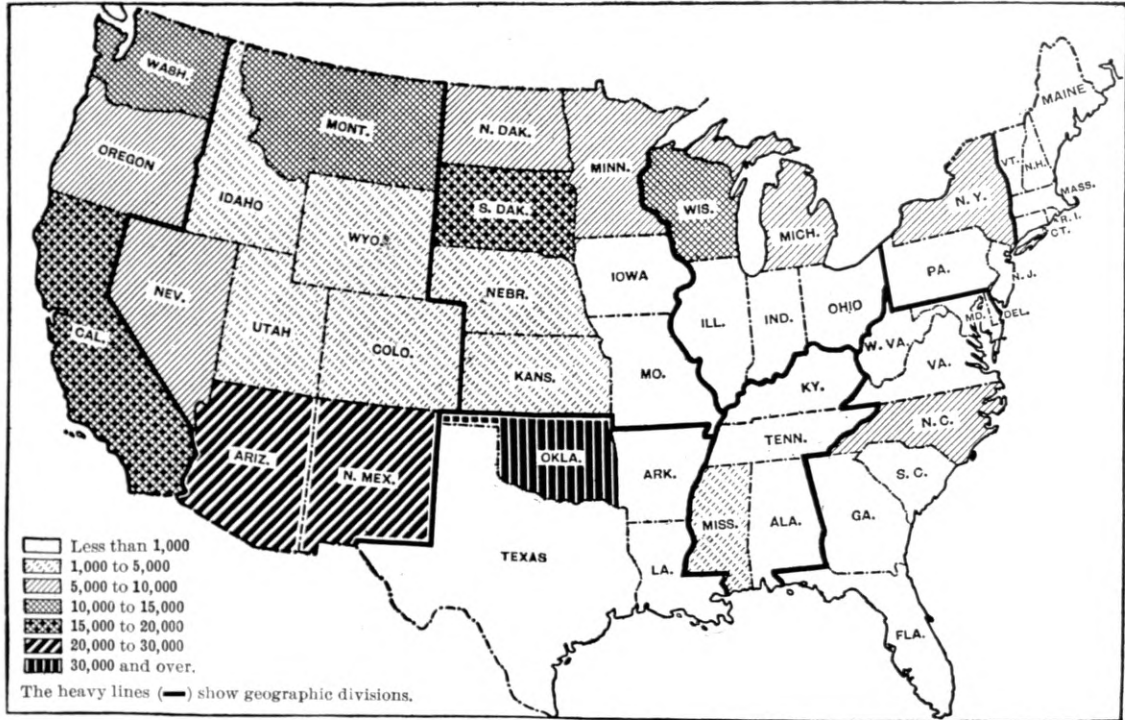 WASH.
MONT.
N. DAK.
MINN.
MAINE
OREGON
IDAHO
S. DAK.
WIS.
VT.
N.H.
N. Y.
MASS.
R. I.
CT.
WYO.
MICH.
NEV.
UTAH
COLO.
NEBR.
IOWA
ILL.
IND.
OHIO
PA.
N. J.
CAL.
KANS.
MO.
W. VA.
MD.
DEL.
VA.
KY.
ARIZ.
N. MEX.
OKLA.
ARK.
TENN.
N. C.
S. C.
TEXAS
LA.
MISS.
ALA.
GA.
FLA.
Less than 1,000
1,000 to 5,000
5,000 to 10,000
10,000 to 15,000
15,000 to 20,000
20,000 to 30,000
30,000 and over.
The heavy lines (━) show geographic divisions.